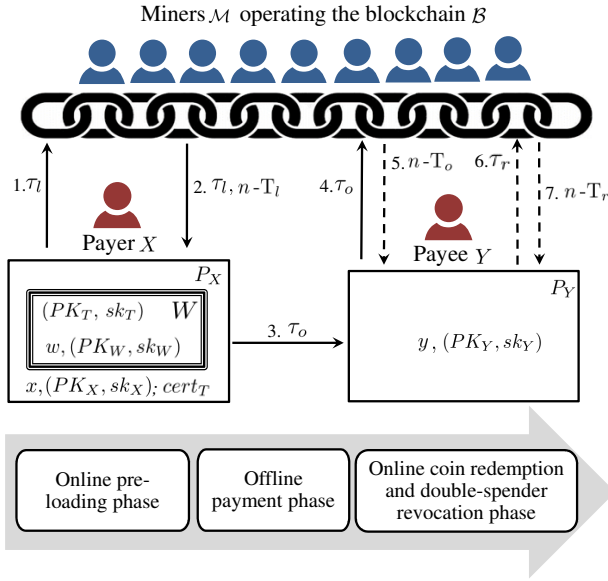 Miners ℳ operating the blockchain ℬ
1. τ_l
2. τ_l, n-T_l
4. τ_o
5. n-T_o
6. τ_r
7. n-T_r
Payer X
Payee Y
P_X
(PK_T, sk_T) W
w,(PK_W, sk_W)
x,(PK_X, sk_X); cert_T
3. τ_o
P_Y
y, (PK_Y, sk_Y)
Online pre-
loading phase
Offline
payment phase
Online coin redemption
and double-spender
revocation phase